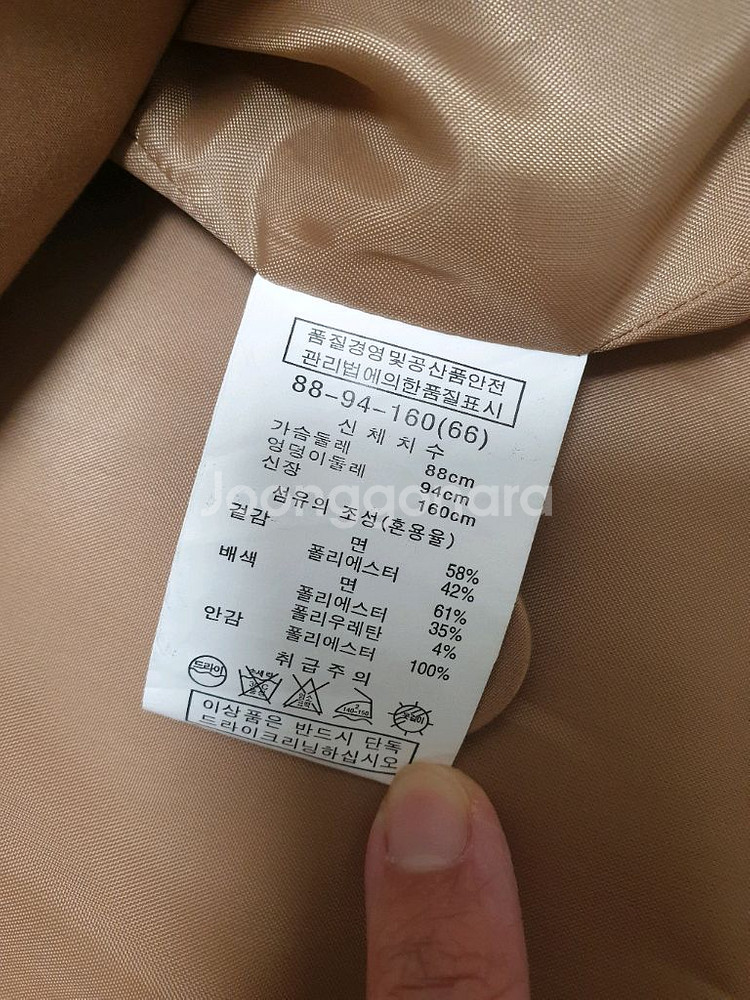 품질경영및공산품안전
관리법에의한품질표시
88-94-160(66)
신 체 치 수
가슴둘레 88cm
엉덩이둘레 94cm
신장 160cm
섬유의 조성(혼용율)
겉감 면 58%
폴리에스터 42%
배색 면 61%
폴리에스터 35%
폴리우레탄 4%
안감 폴리에스터 100%
취급주의
드라이
140~160
이상품은 반드시 단독
드라이크리닝하십시오
Joonggonara